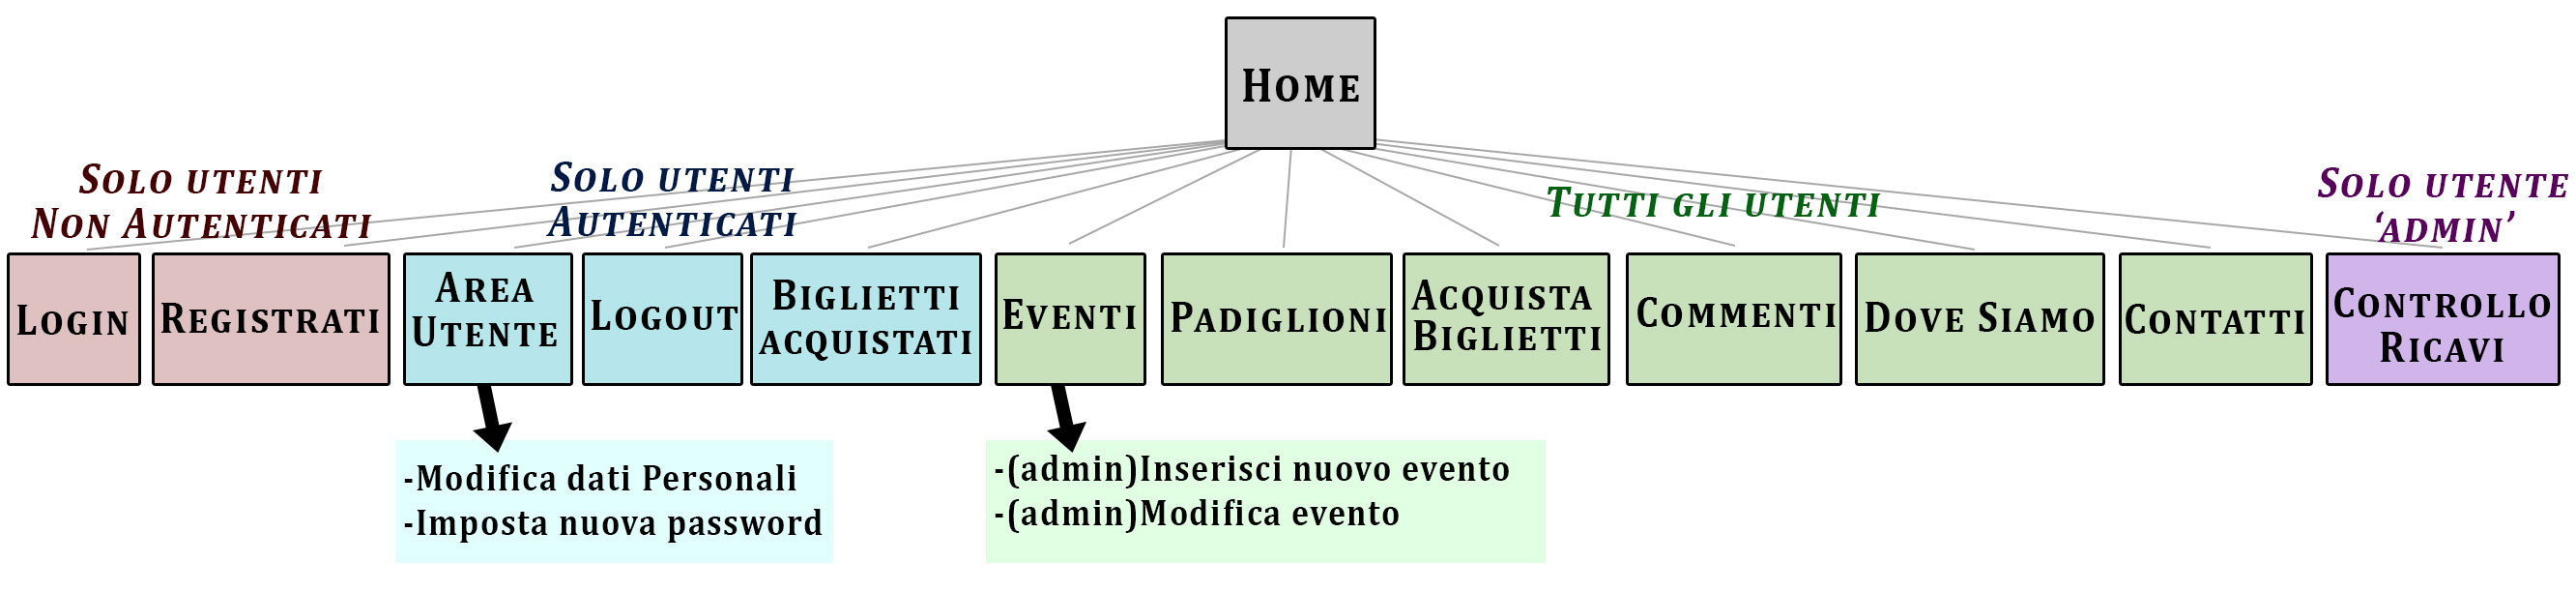 Home
Solo utenti
Non Autenticati
Solo utenti
Autenticati
Tutti gli utenti
Solo utente
‘admin’
Login
Registrati
Area
Utente
Logout
Biglietti
acquistati
Eventi
Padiglioni
Acquista
Biglietti
Commenti
Dove Siamo
Contatti
Controllo
Ricavi
-Modifica dati Personali
-Imposta nuova password
-(admin)Inserisci nuovo evento
-(admin)Modifica evento